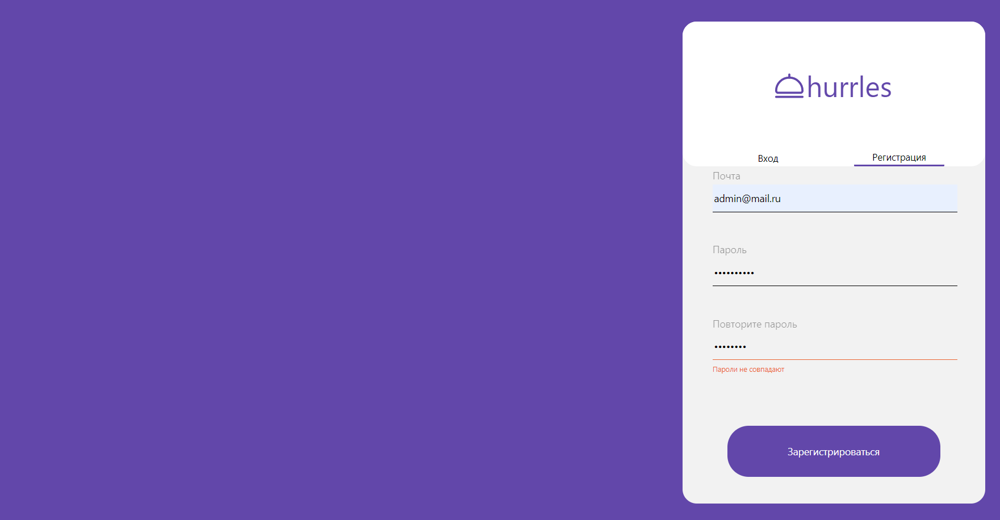 hurrles
Вход Регистрация
Почта
admin@mail.ru
Пароль
••••••••••
Повторите пароль
••••••••
Пароли не совпадают
Зарегистрироваться